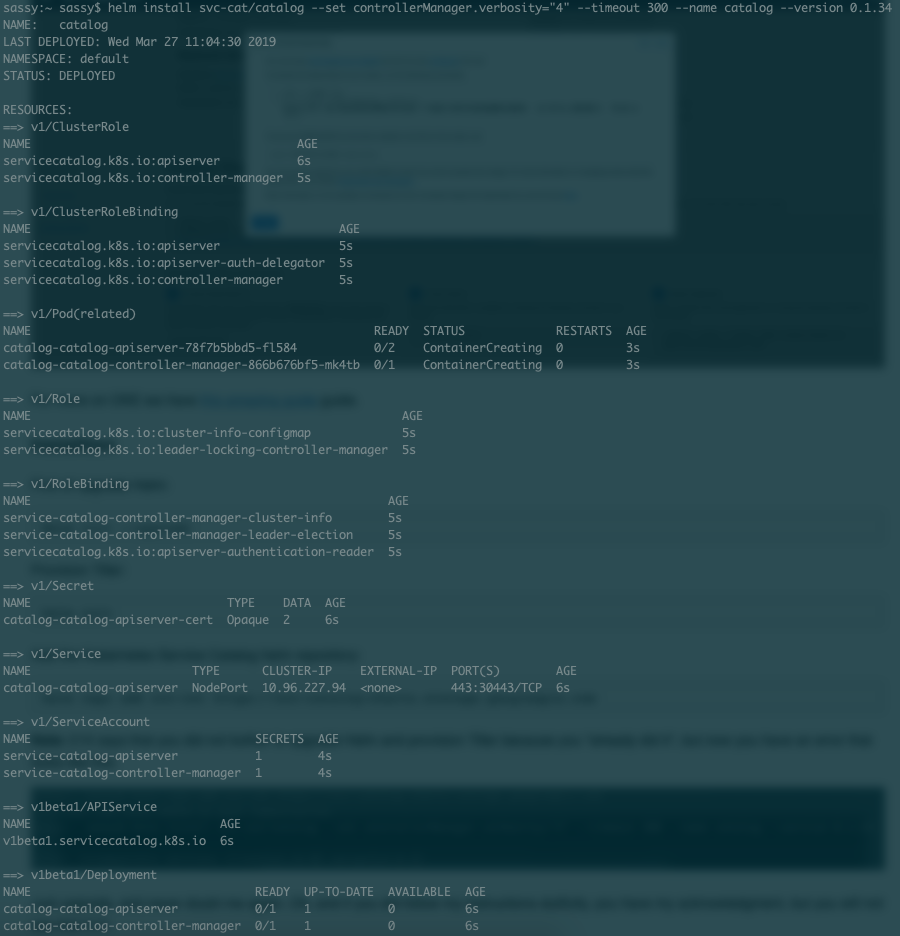 sassy:~ sassy$ helm install svc-cat/catalog --set controllerManager.verbosity="4" --timeout 300 --name catalog --version 0.1.34
NAME:   catalog
LAST DEPLOYED: Wed Mar 27 11:04:30 2019
NAMESPACE: default
STATUS: DEPLOYED

RESOURCES:
==> v1/ClusterRole
NAME                                      AGE
servicecatalog.k8s.io:apiserver           6s
servicecatalog.k8s.io:controller-manager  5s

==> v1/ClusterRoleBinding
NAME                                            AGE
servicecatalog.k8s.io:apiserver                 5s
servicecatalog.k8s.io:apiserver-auth-delegator  5s
servicecatalog.k8s.io:controller-manager        5s

==> v1/Pod(related)
NAME                                                 READY  STATUS             RESTARTS  AGE
catalog-catalog-apiserver-78f7b5bbd5-fl584           0/2    ContainerCreating  0         3s
catalog-catalog-controller-manager-866b676bf5-mk4tb  0/1    ContainerCreating  0         3s

==> v1/Role
NAME                                                     AGE
servicecatalog.k8s.io:cluster-info-configmap             5s
servicecatalog.k8s.io:leader-locking-controller-manager  5s

==> v1/RoleBinding
NAME                                                   AGE
service-catalog-controller-manager-cluster-info        5s
service-catalog-controller-manager-leader-election     5s
servicecatalog.k8s.io:apiserver-authentication-reader  5s

==> v1/Secret
NAME                            TYPE    DATA  AGE
catalog-catalog-apiserver-cert  Opaque  2     6s

==> v1/Service
NAME                       TYPE      CLUSTER-IP    EXTERNAL-IP  PORT(S)        AGE
catalog-catalog-apiserver  NodePort  10.96.227.94  <none>       443:30443/TCP  6s

==> v1/ServiceAccount
NAME                                SECRETS  AGE
service-catalog-apiserver           1        4s
service-catalog-controller-manager  1        4s

==> v1beta1/APIService
NAME                           AGE
v1beta1.servicecatalog.k8s.io  6s

==> v1beta1/Deployment
NAME                                READY  UP-TO-DATE  AVAILABLE  AGE
catalog-catalog-apiserver           0/1    1           0          6s
catalog-catalog-controller-manager  0/1    1           0          6s